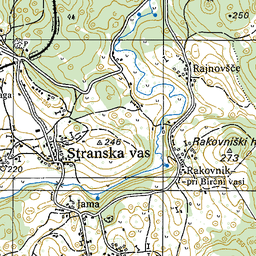 250
Rajnovšče
246
Rakovniški h
Stranska vas
273
220
Rakovnik
pri Birčni vasi
Jama